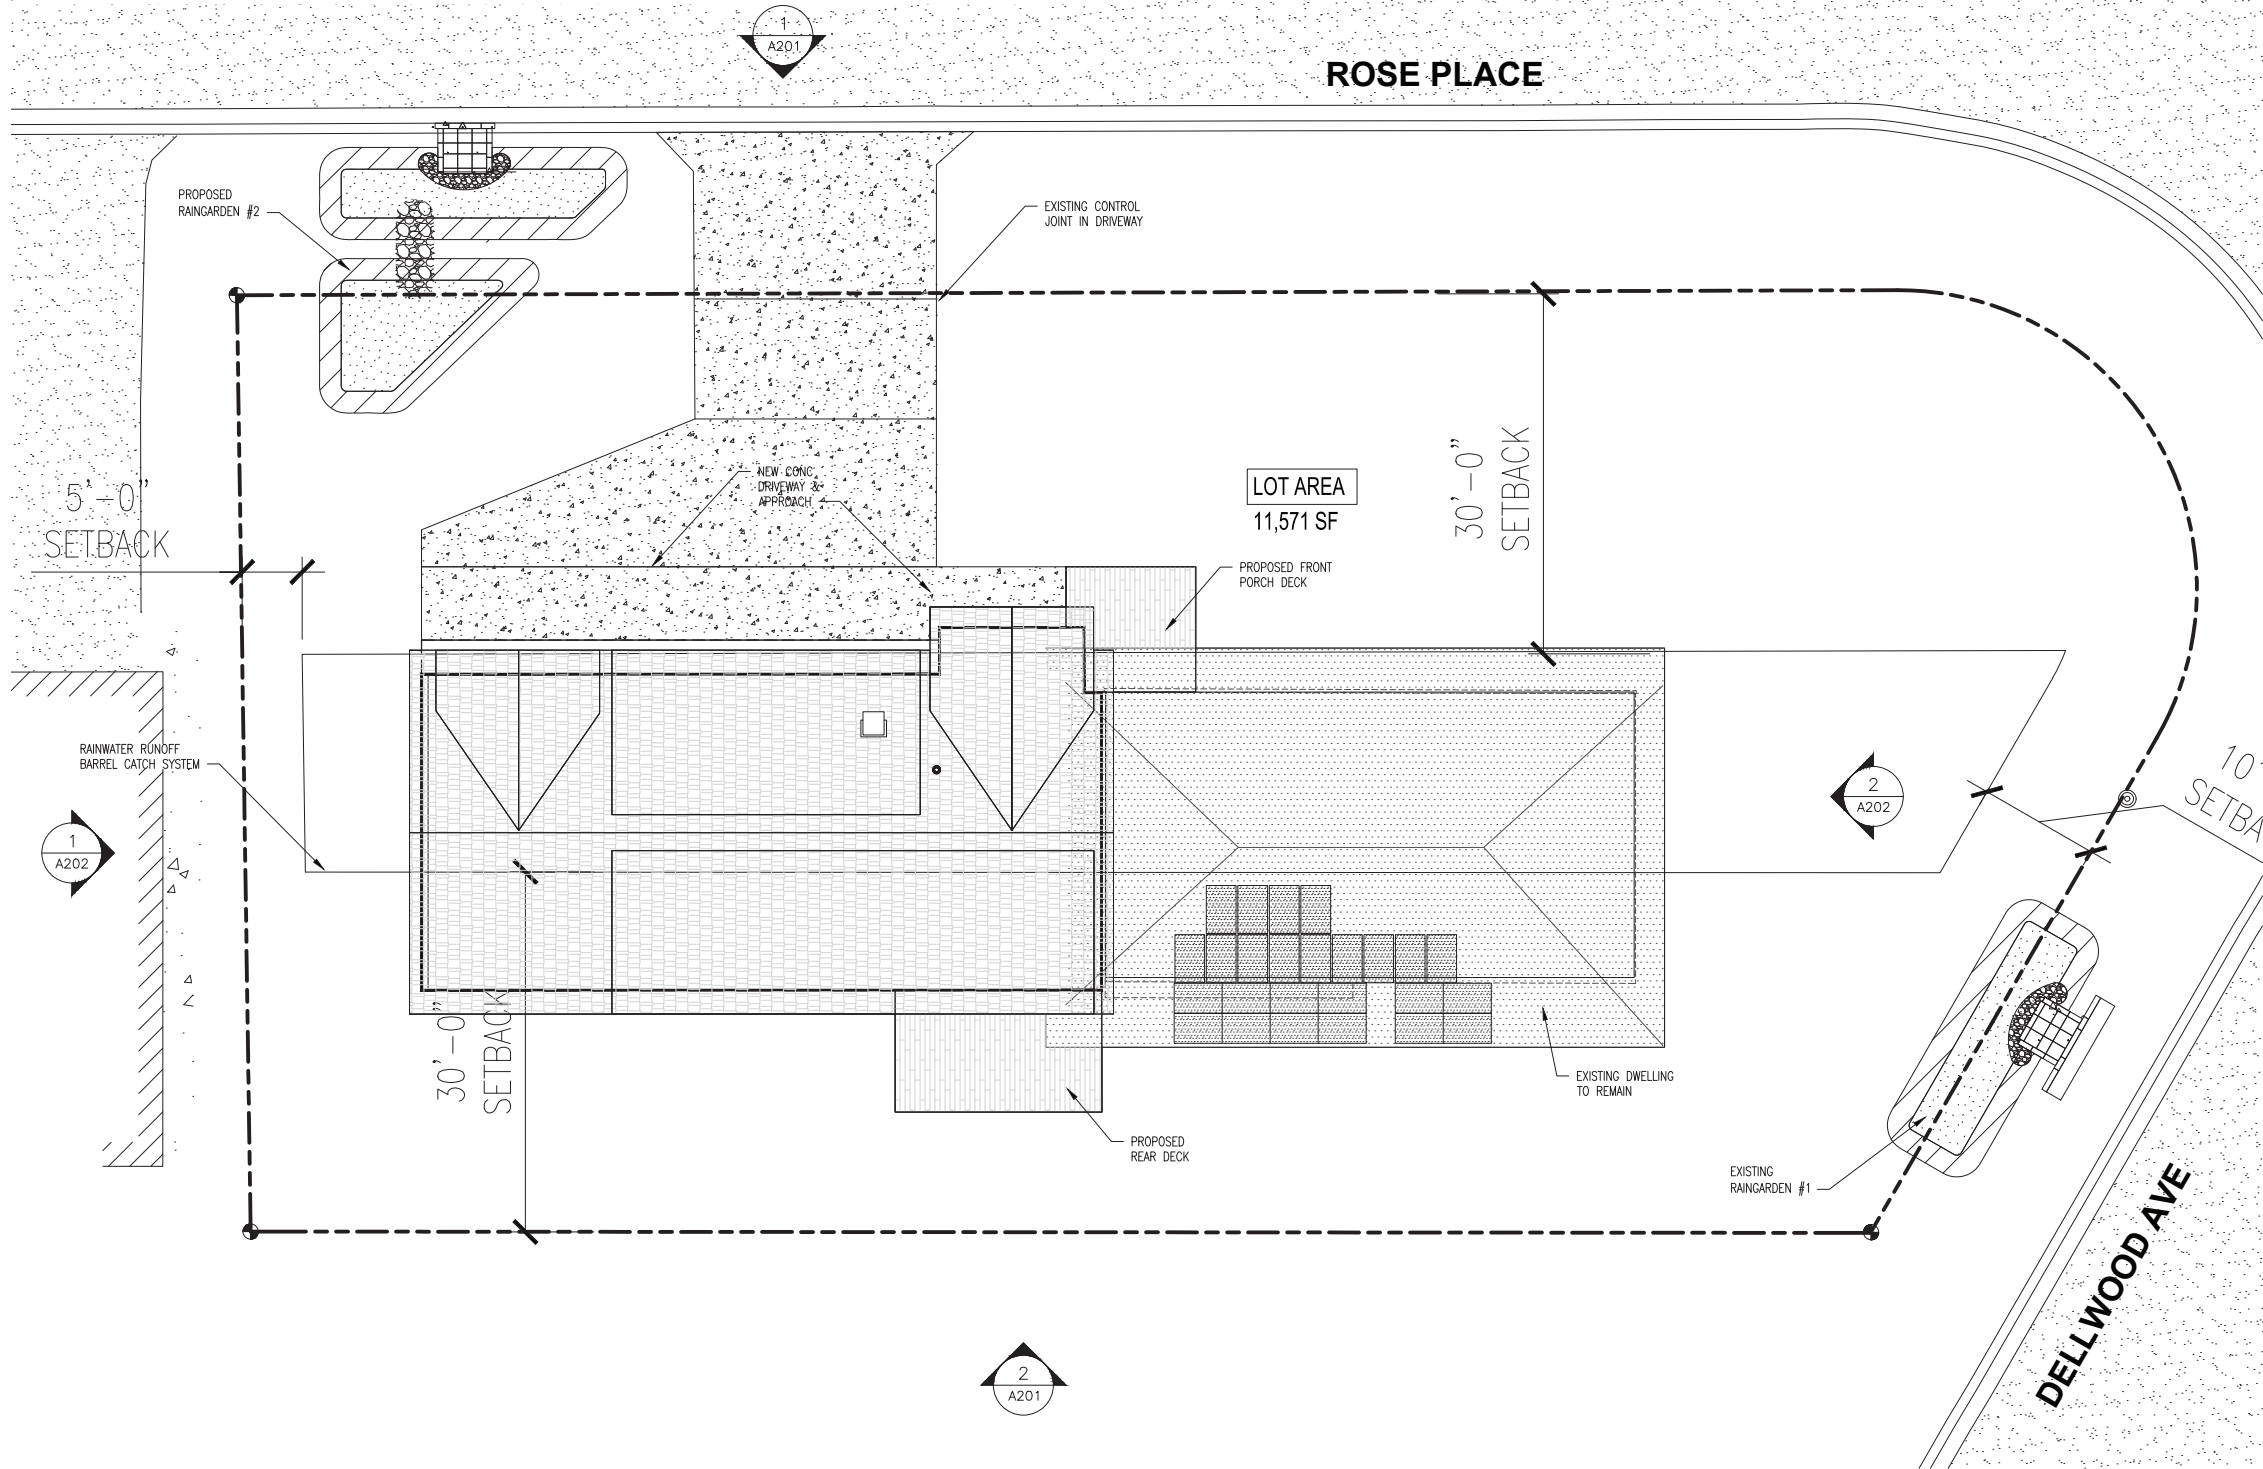 1
A201
ROSE PLACE
PROPOSED
RAINGARDEN #2
EXISTING CONTROL
JOINT IN DRIVEWAY
5'-0"
SETBACK
NEW CONC
DRIVEWAY &
APPROACH
LOT AREA
11,571 SF
30'-0"
SETBACK
PROPOSED FRONT
PORCH DECK
RAINWATER RUNOFF
BARREL CATCH SYSTEM
1
A202
2
A202
10'
SETBA
30'-0"
SETBACK
EXISTING DWELLING
TO REMAIN
PROPOSED
REAR DECK
EXISTING
RAINGARDEN #1
DELLWOOD AVE
2
A201